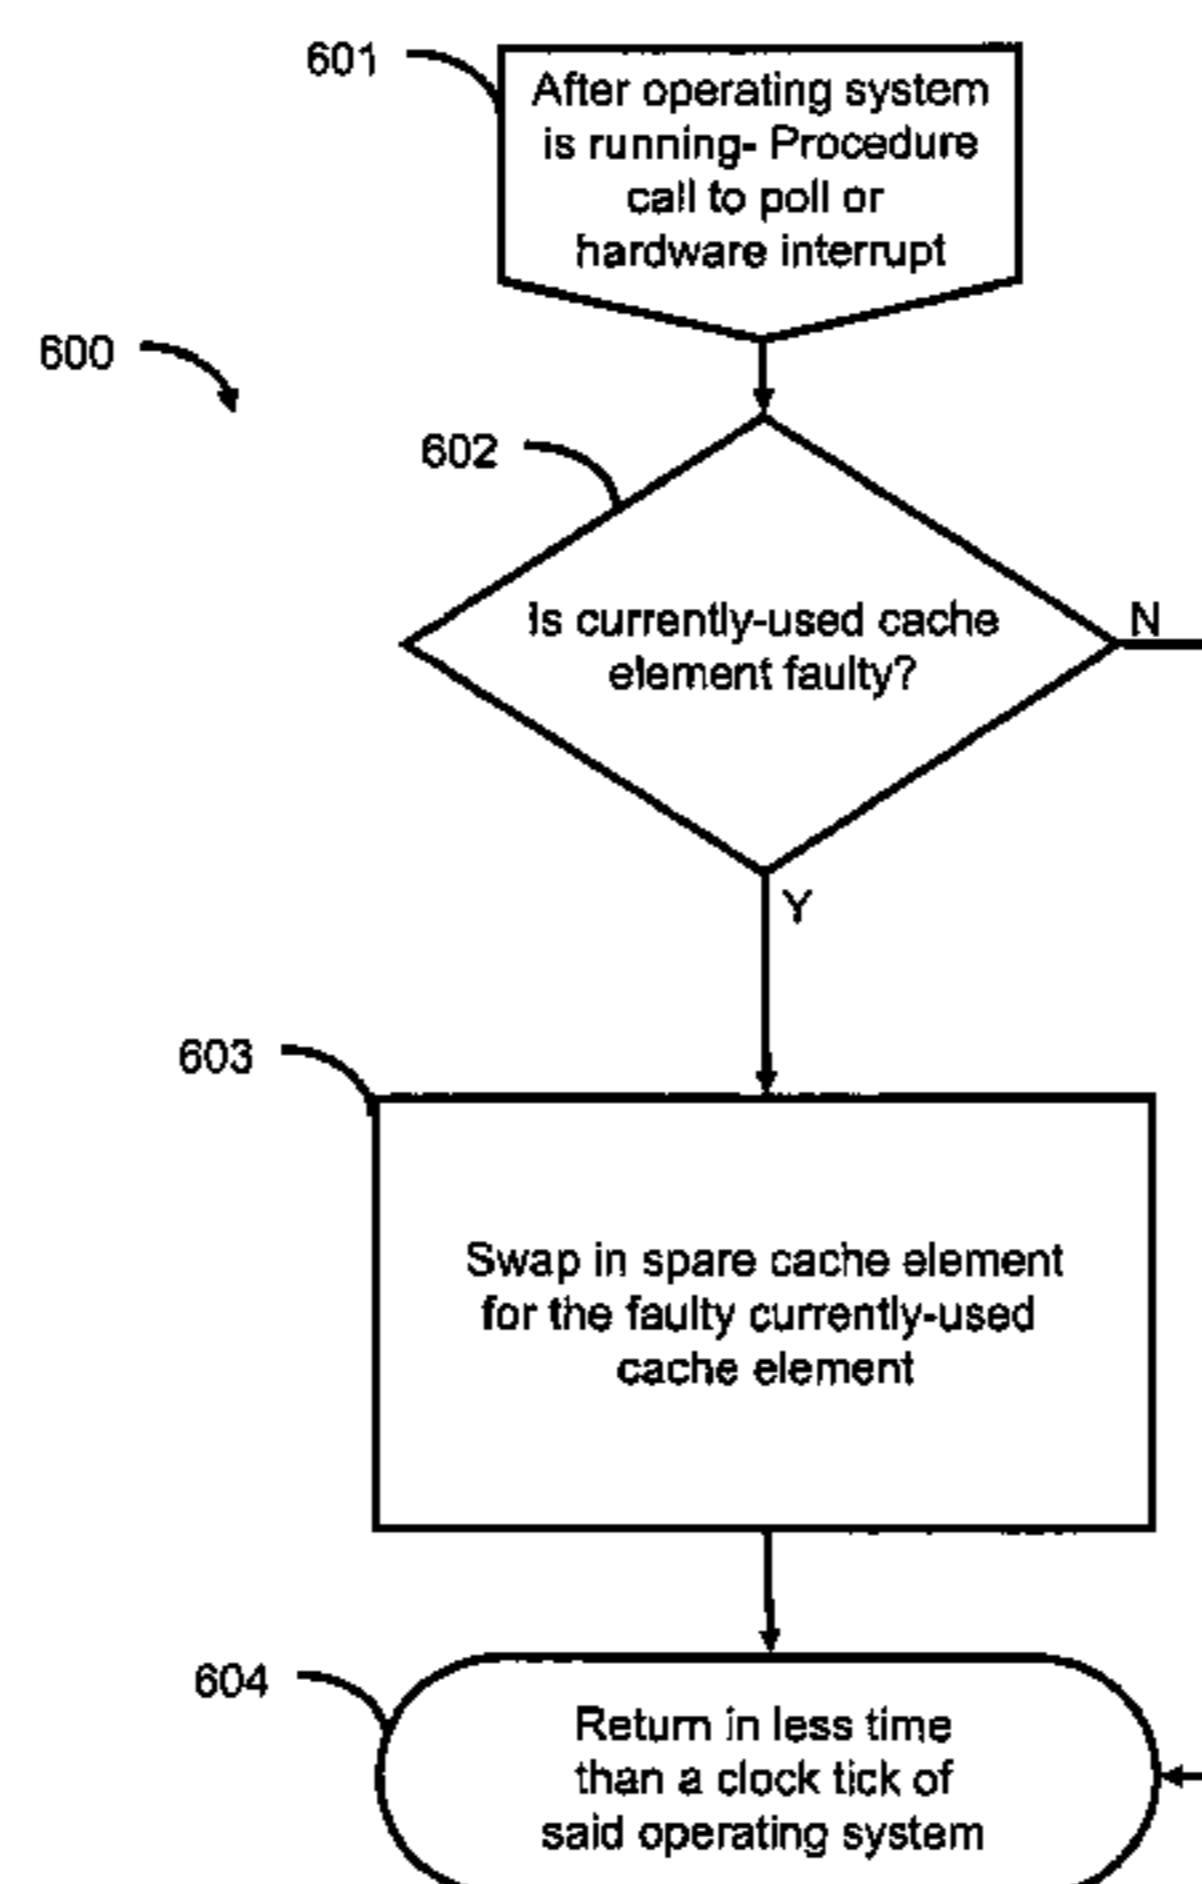 601
After operating system
is running- Procedure
call to poll or
hardware interrupt
600
602
Is currently-used cache
element faulty?
N
Y
603
Swap in spare cache element
for the faulty currently-used
cache element
604
Return in less time
than a clock tick of
said operating system